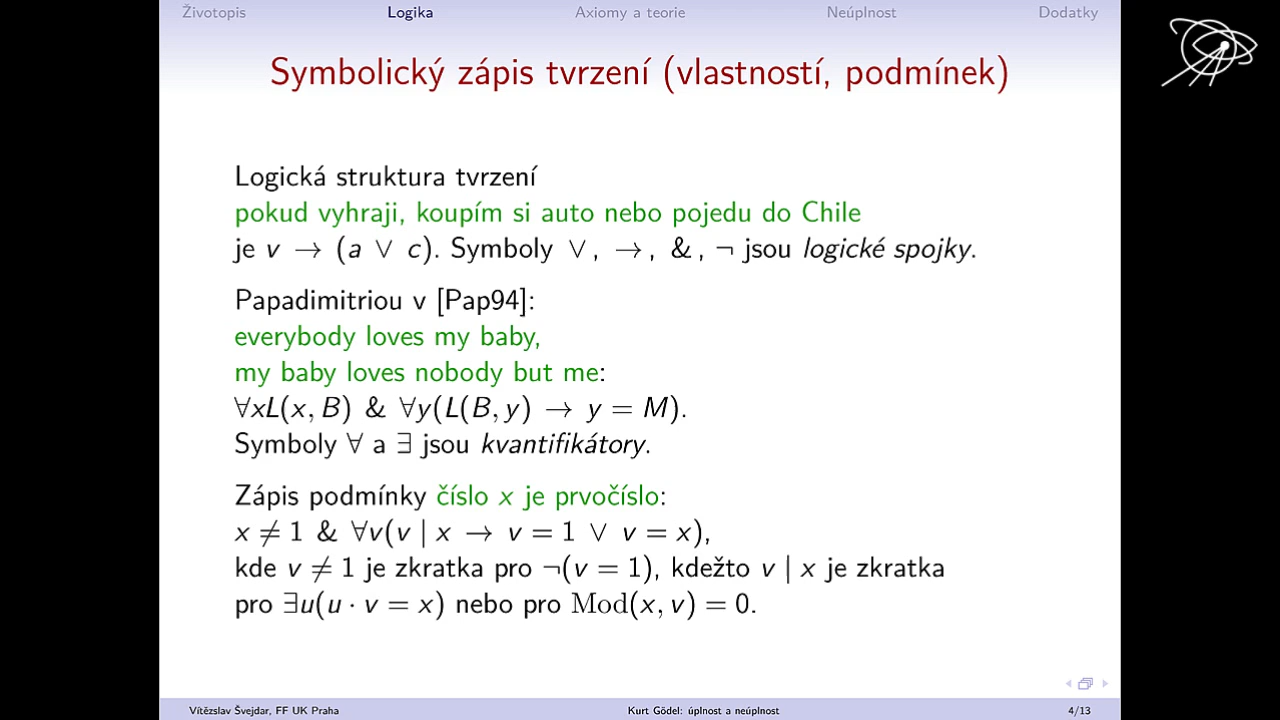 Životopis Logika Axiomy a teorie Neúplnost Dodatky
Symbolický zápis tvrzení (vlastností, podmínek)
Logická struktura tvrzení
pokud vyhraji, koupím si auto nebo pojedu do Chile
je v → (a ∨ c). Symboly ∨, →, &, ¬ jsou logické spojky.
Papadimitriou v [Pap94]:
everybody loves my baby,
my baby loves nobody but me:
∀xL(x, B) & ∀y(L(B, y) → y = M).
Symboly ∀ a ∃ jsou kvantifikátory.
Zápis podmínky číslo x je prvočíslo:
x ≠ 1 & ∀v(v | x → v = 1 ∨ v = x),
kde v ≠ 1 je zkratka pro ¬(v = 1), kdežto v | x je zkratka
pro ∃u(u · v = x) nebo pro Mod(x, v) = 0.
Vítězslav Švejdar, FF UK Praha Kurt Gödel: úplnost a neúplnost 4/13